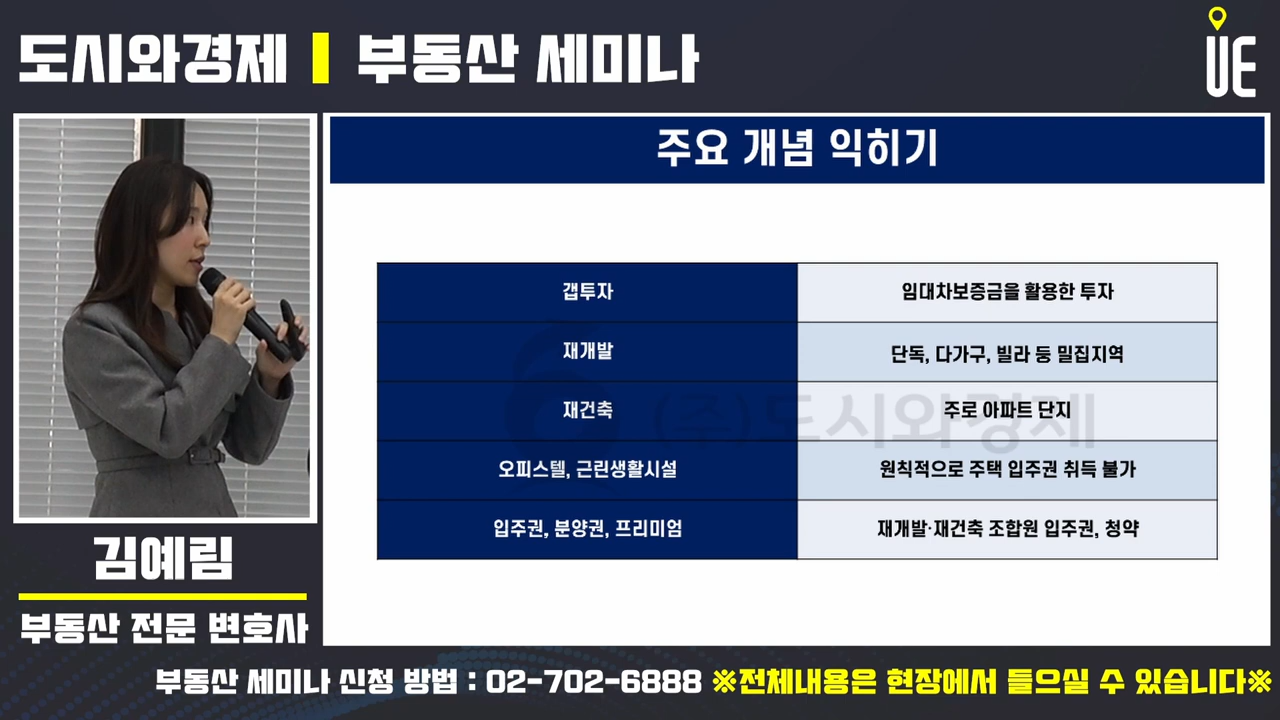 도시와경제 | 부동산 세미나
UE
주요 개념 익히기
갭투자 임대차보증금을 활용한 투자
재개발 단독, 다가구, 빌라 등 밀집지역
재건축 주로 아파트 단지
오피스텔, 근린생활시설 원칙적으로 주택 입주권 취득 불가
입주권, 분양권, 프리미엄 재개발·재건축 조합원 입주권, 청약
(주)도시와경제
김예림
부동산 전문 변호사
부동산 세미나 신청 방법 : 02-702-6888 ※전체내용은 현장에서 들으실 수 있습니다※